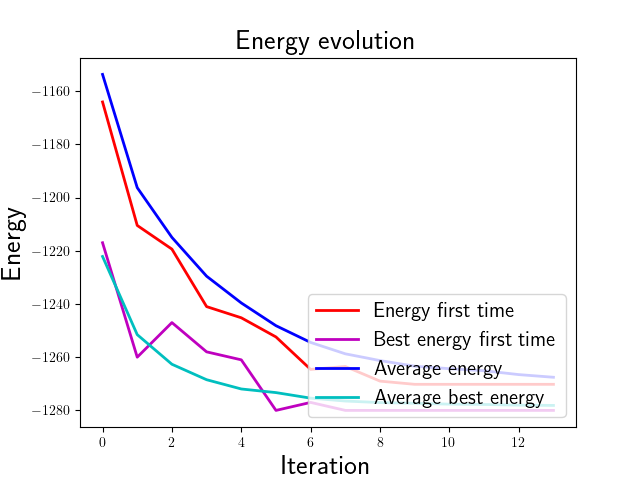 Energy evolution
Energy
−1160
−1180
−1200
−1220
−1240
−1260
−1280
Energy first time
Best energy first time
Average energy
Average best energy
0 2 4 6 8 10 12
Iteration